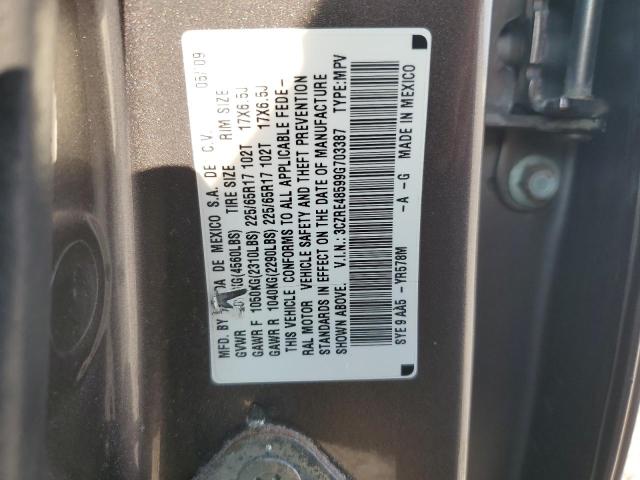 MFD. BY DA DE MEXICO S.A. DE C.V. 09
GVWR KG(4560LBS) TIRE SIZE RIM SIZE
GAWR F 1050KG(2310LBS) 225/65R17 102T 17X6.5J
GAWR R 1040KG(2290LBS) 225/65R17 102T 17X6.5J
THIS VEHICLE CONFORMS TO ALL APPLICABLE FEDE-
RAL MOTOR VEHICLE SAFETY AND THEFT PREVENTION
STANDARDS IN EFFECT ON THE DATE OF MANUFACTURE
SHOWN ABOVE. V.I.N.: 3CZRE48599G703387 TYPE:MPV
SYE9AA5 -YR578M -A -G MADE IN MEXICO